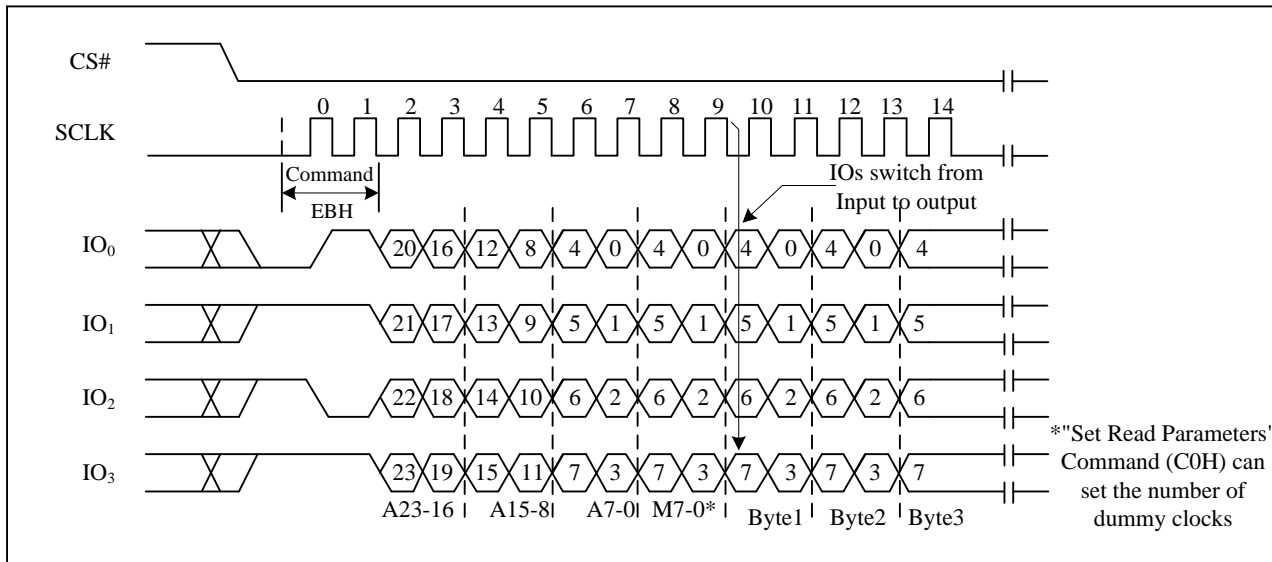 CS#
0 1 2 3 4 5 6 7 8 9 10 11 12 13 14
SCLK
Command
EBH
IOs switch from
Input to output
IO0 20 16 12 8 4 0 4 0 4 0 4 0 4
IO1 21 17 13 9 5 1 5 1 5 1 5 1 5
IO2 22 18 14 10 6 2 6 2 6 2 6 2 6
IO3 23 19 15 11 7 3 7 3 7 3 7 3 7
A23-16 A15-8 A7-0 M7-0* Byte1 Byte2 Byte3
*"Set Read Parameters"
Command (C0H) can
set the number of
dummy clocks